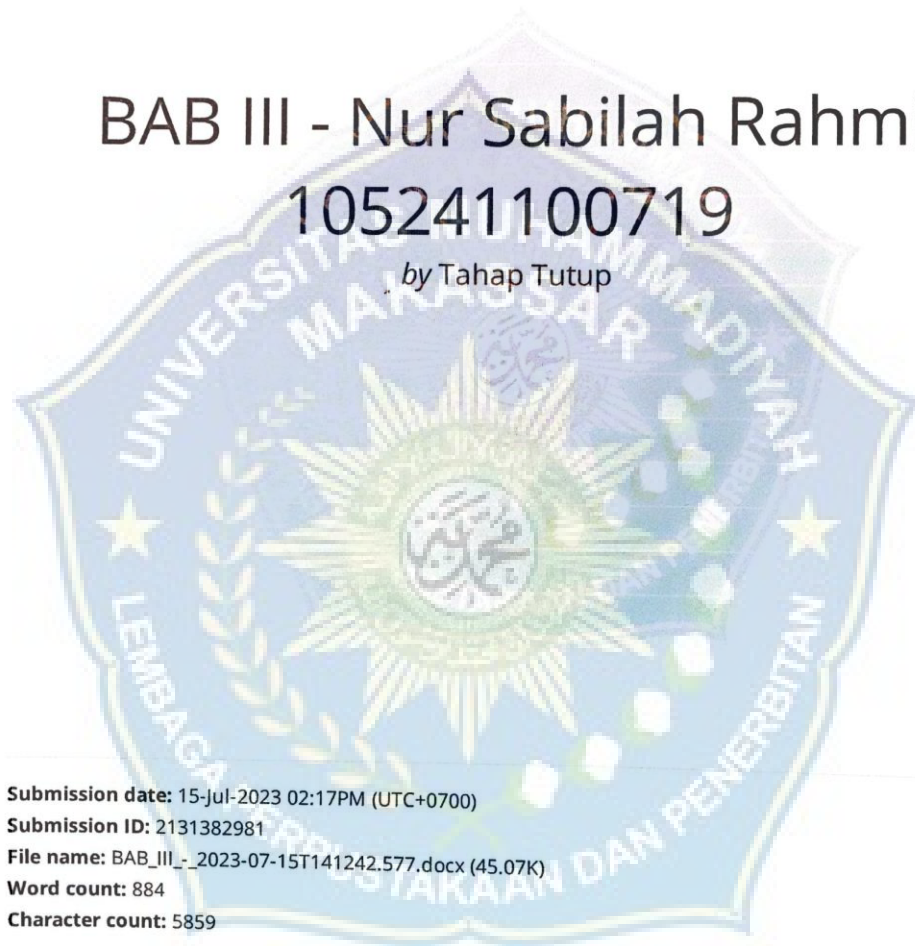 BAB III - Nur Sabilah Rahm
105241100719
by Tahap Tutup
UNIVERSITAS MUHAMMADIYAH
MAKASSAR
LEMBAGA PERPUSTAKAAN DAN PENERBITAN
Submission date: 15-Jul-2023 02:17PM (UTC+0700)
Submission ID: 2131382981
File name: BAB_III_-_2023-07-15T141242.577.docx (45.07K)
Word count: 884
Character count: 5859